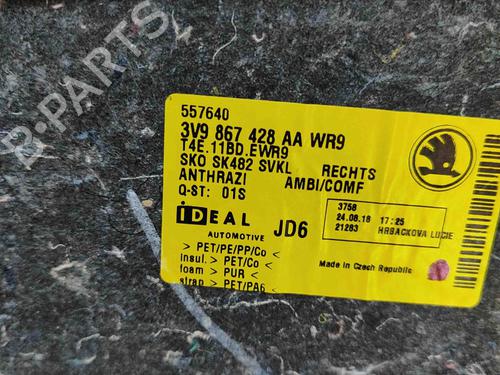 B-PARTS
557640
3V9 867 428 AA WR9
T4E.11BD.EWR9
SKO SK482 SVKL RECHTS
ANTHRAZI AMBI/COMF
Q-ST: 01S
3758
24.08.18 17:25
21283 HRBACKOVA LUCIE
iDEAL JD6
AUTOMOTIVE
> PET/PE/PP/Co <
insul. > PET/Co <
foam > PUR <
strap > PET/PA6 <
Made in Czech Republic